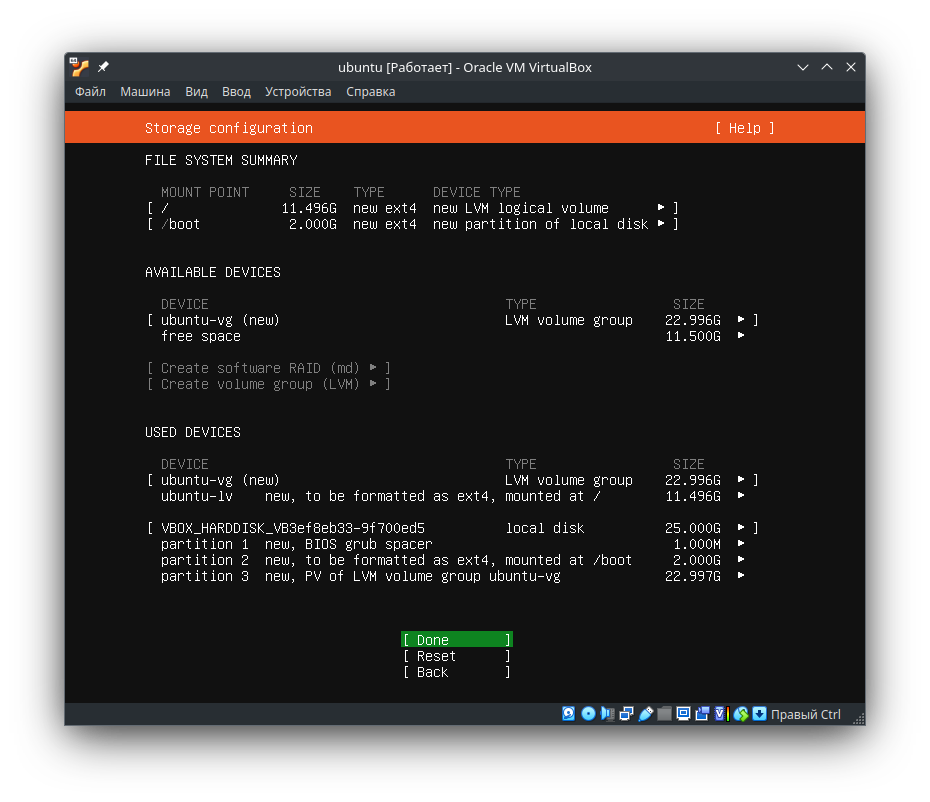 ubuntu [Работает] - Oracle VM VirtualBox
Файл Машина Вид Ввод Устройства Справка
Storage configuration [ Help ]
FILE SYSTEM SUMMARY
MOUNT POINT SIZE TYPE DEVICE TYPE
[ / 11.496G new ext4 new LVM logical volume ▸ ]
[ /boot 2.000G new ext4 new partition of local disk ▸ ]
AVAILABLE DEVICES
DEVICE TYPE SIZE
[ ubuntu-vg (new) LVM volume group 22.996G ▸ ]
free space 11.500G ▸
[ Create software RAID (md) ▸ ]
[ Create volume group (LVM) ▸ ]
USED DEVICES
DEVICE TYPE SIZE
[ ubuntu-vg (new) LVM volume group 22.996G ▸ ]
ubuntu-lv new, to be formatted as ext4, mounted at / 11.496G ▸
[ VBOX_HARDDISK_VB3ef8eb33-9f700ed5 local disk 25.000G ▸ ]
partition 1 new, BIOS grub spacer 1.000M ▸
partition 2 new, to be formatted as ext4, mounted at /boot 2.000G ▸
partition 3 new, PV of LVM volume group ubuntu-vg 22.997G ▸
[ Done ]
[ Reset ]
[ Back ]
Правый Ctrl